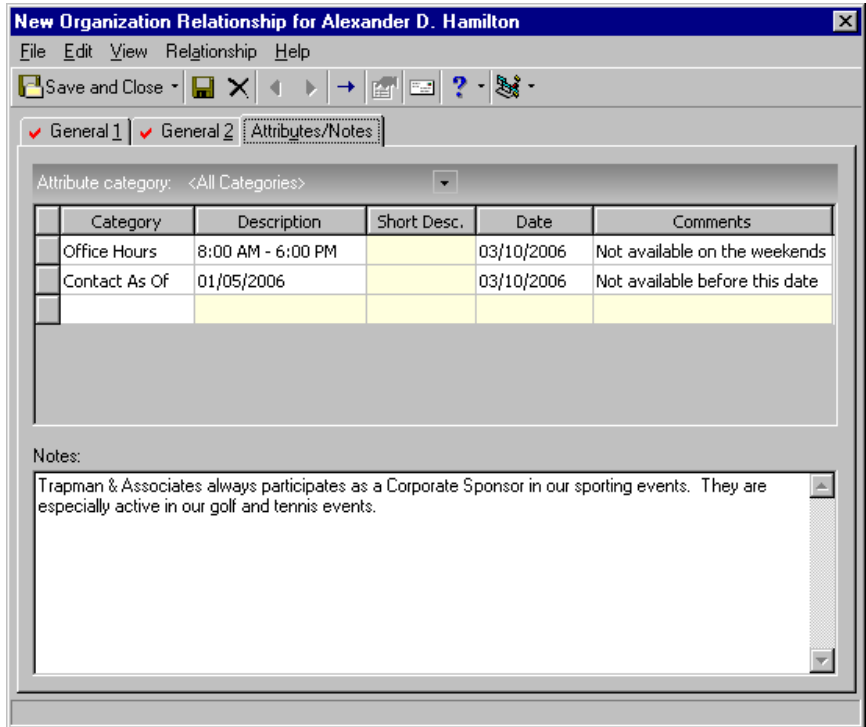 New Organization Relationship for Alexander D. Hamilton
File Edit View Relationship Help
Save and Close ?
General 1 General 2 Attributes/Notes
Attribute category: <All Categories>
Category Description Short Desc. Date Comments
Office Hours 8:00 AM - 6:00 PM 03/10/2006 Not available on the weekends
Contact As Of 01/05/2006 03/10/2006 Not available before this date
Notes:
Trapman & Associates always participates as a Corporate Sponsor in our sporting events.  They are
especially active in our golf and tennis events.